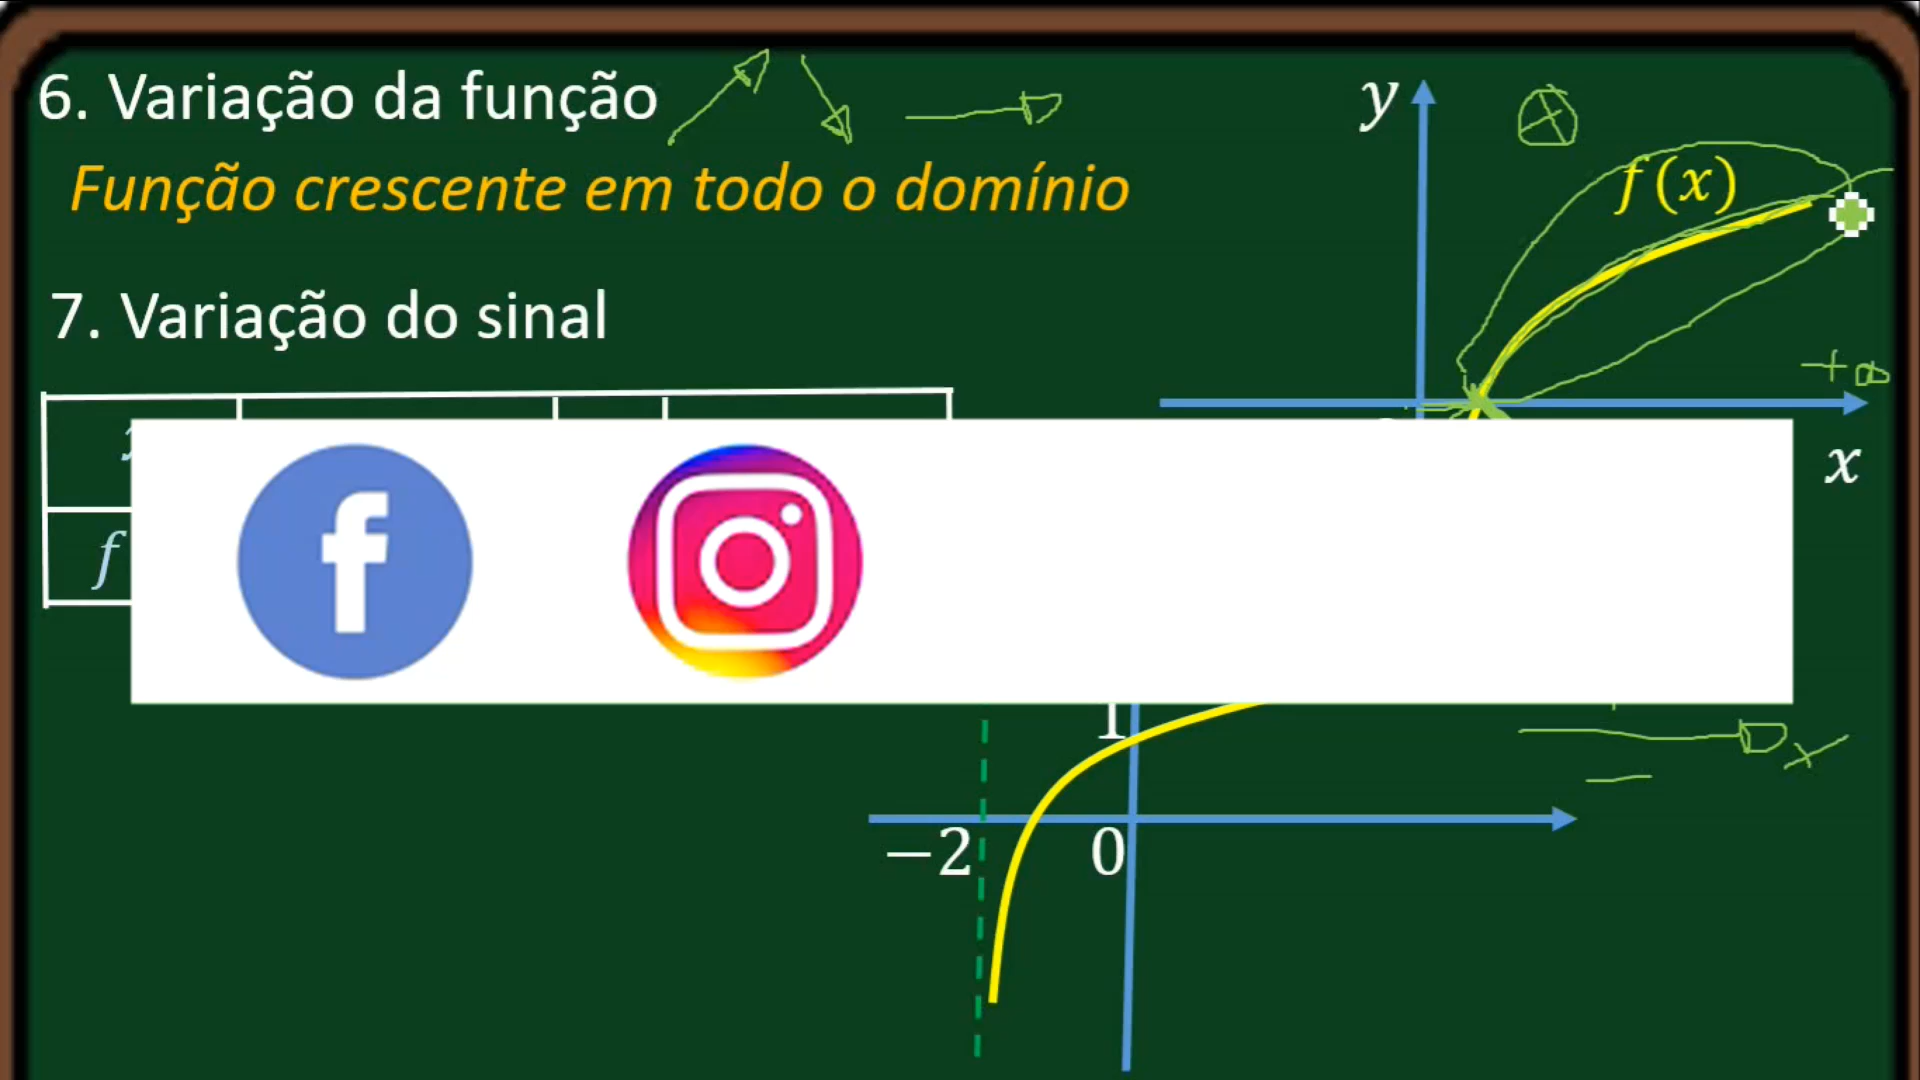 6. Variação da função
Função crescente em todo o domínio
7. Variação do sinal
y
f(x)
+∞
x
f
1
x
−2
0